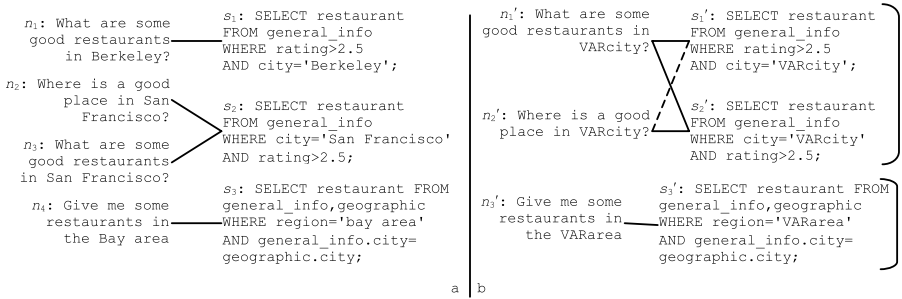 n₁: What are some
good restaurants
in Berkeley?
s₁: SELECT restaurant
FROM general_info
WHERE rating>2.5
AND city='Berkeley';
n₂: Where is a good
place in San
Francisco?
n₃: What are some
good restaurants
in San Francisco?
s₂: SELECT restaurant
FROM general_info
WHERE city='San Francisco'
AND rating>2.5;
n₄: Give me some
restaurants in
the Bay area
s₃: SELECT restaurant FROM
general_info,geographic
WHERE region='bay area'
AND general_info.city=
geographic.city;
a
n₁': What are some
good restaurants in
VARcity?
s₁': SELECT restaurant
FROM general_info
WHERE rating>2.5
AND city='VARcity';
n₂': Where is a good
place in VARcity?
s₂': SELECT restaurant
FROM general_info
WHERE city='VARcity'
AND rating>2.5;
n₃': Give me some
restaurants in
the VARarea
s₃': SELECT restaurant FROM
general_info,geographic
WHERE region='VARarea'
AND general_info.city=
geographic.city;
b